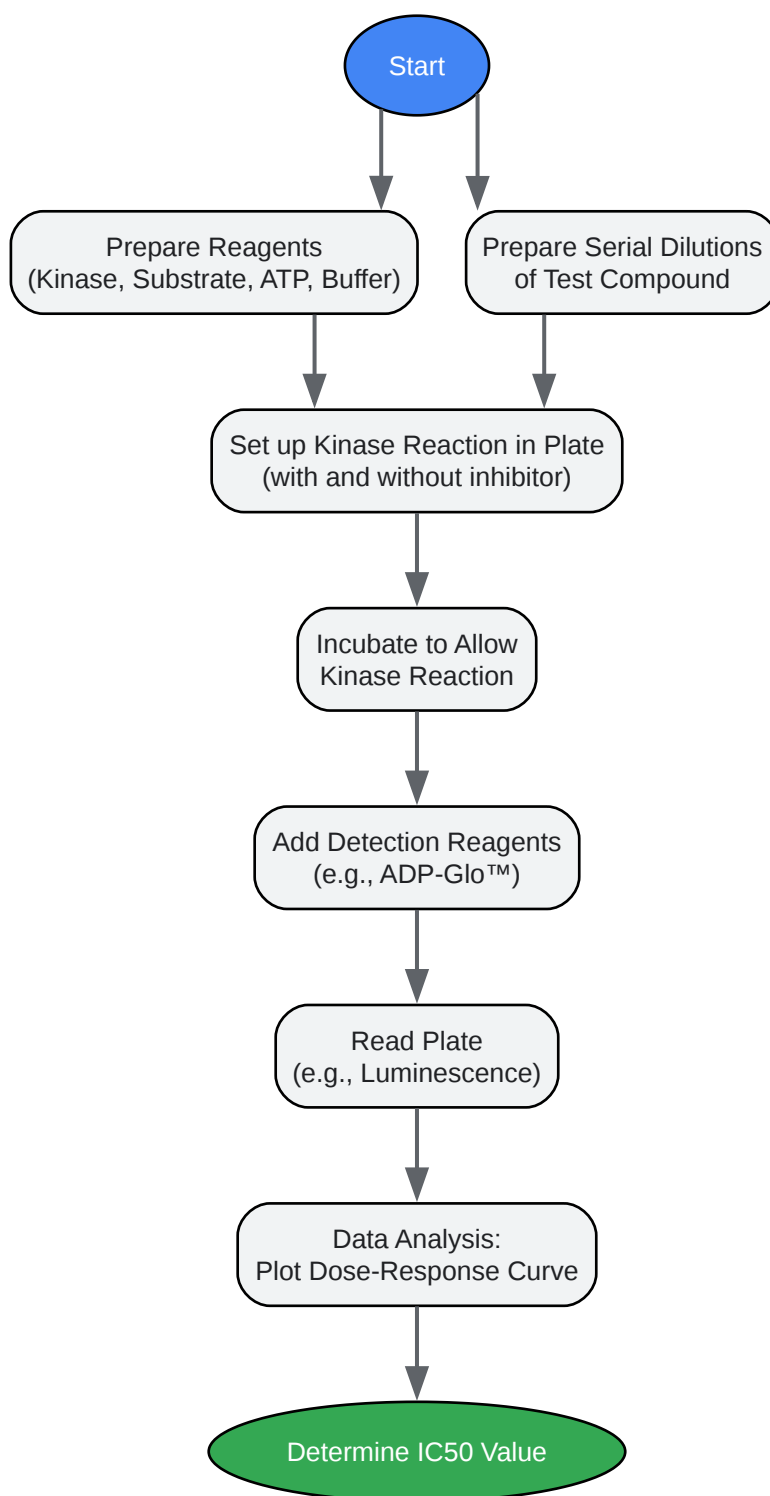 Start
Prepare Reagents
(Kinase, Substrate, ATP, Buffer)
Prepare Serial Dilutions
of Test Compound
Set up Kinase Reaction in Plate
(with and without inhibitor)
Incubate to Allow
Kinase Reaction
Add Detection Reagents
(e.g., ADP-Glo™)
Read Plate
(e.g., Luminescence)
Data Analysis:
Plot Dose-Response Curve
Determine IC50 Value